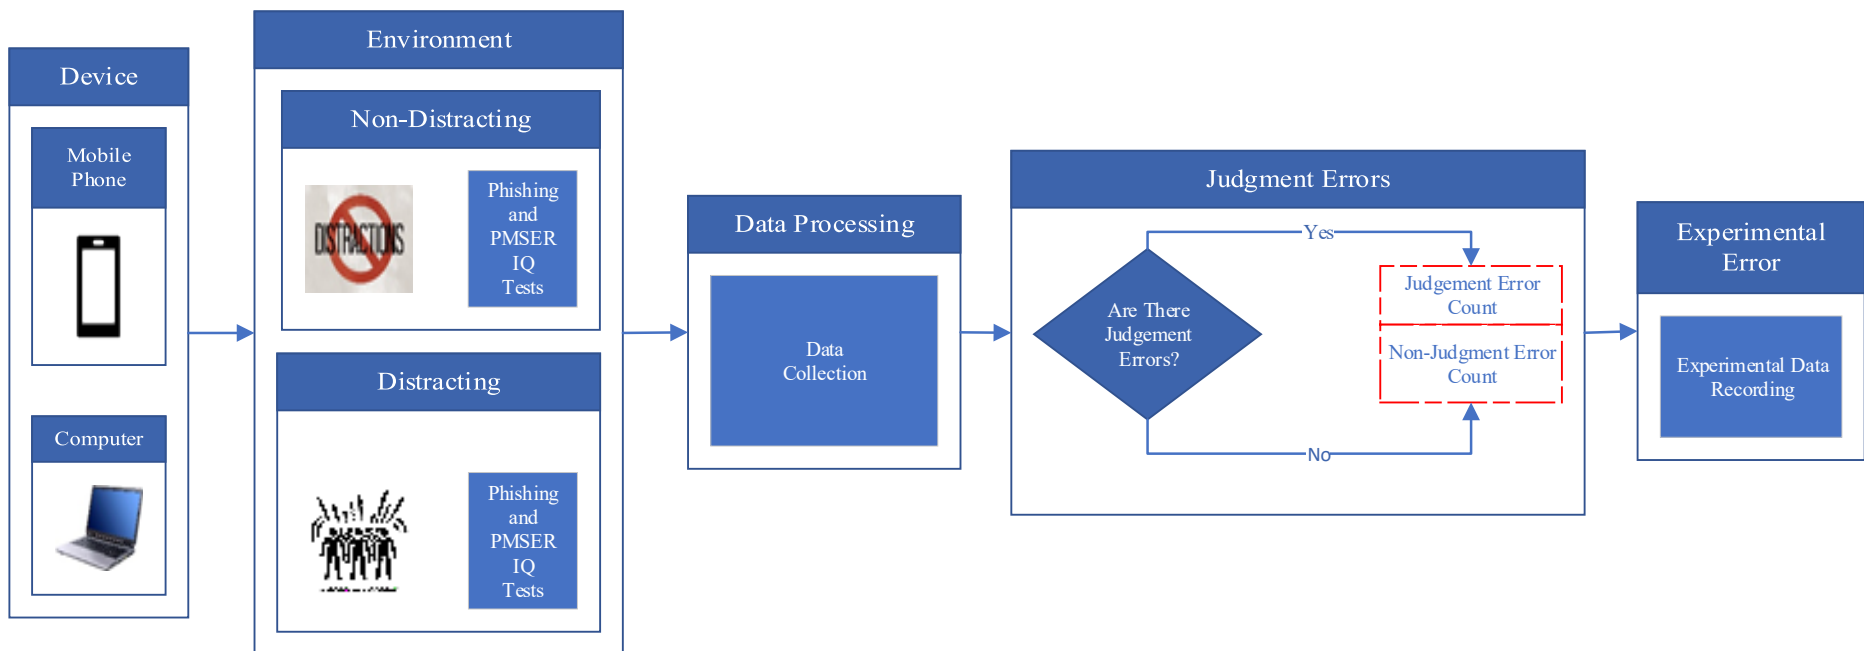 Device
Mobile
Phone
Computer
Environment
Non-Distracting
DISTRACTIONS
Phishing
and
PMSER
IQ
Tests
Distracting
Phishing
and
PMSER
IQ
Tests
Data Processing
Data
Collection
Judgment Errors
Are There
Judgement
Errors?
Yes
No
Judgement Error
Count
Non-Judgment Error
Count
Experimental
Error
Experimental Data
Recording